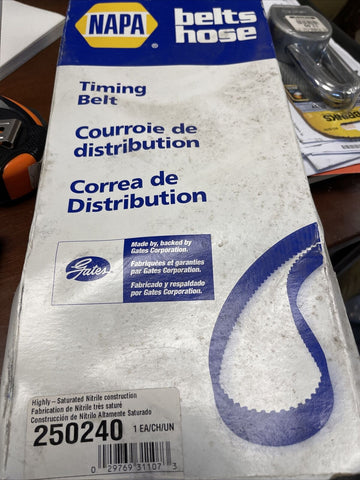 NAPA®
belts
hose
Timing
Belt
Courroie de
distribution
Correa de
Distribution
Gates
Made by, backed by
Gates Corporation.
Fabriquées et garanties
par Gates Corporation.
Fabricado y respaldado
por Gates Corporation.
Highly – Saturated Nitrile construction
Fabrication de Nitrile très saturé
Construcción de Nitrilo Altamente Saturado
250240 1 EA/CH/UN
0 29769 31107 3